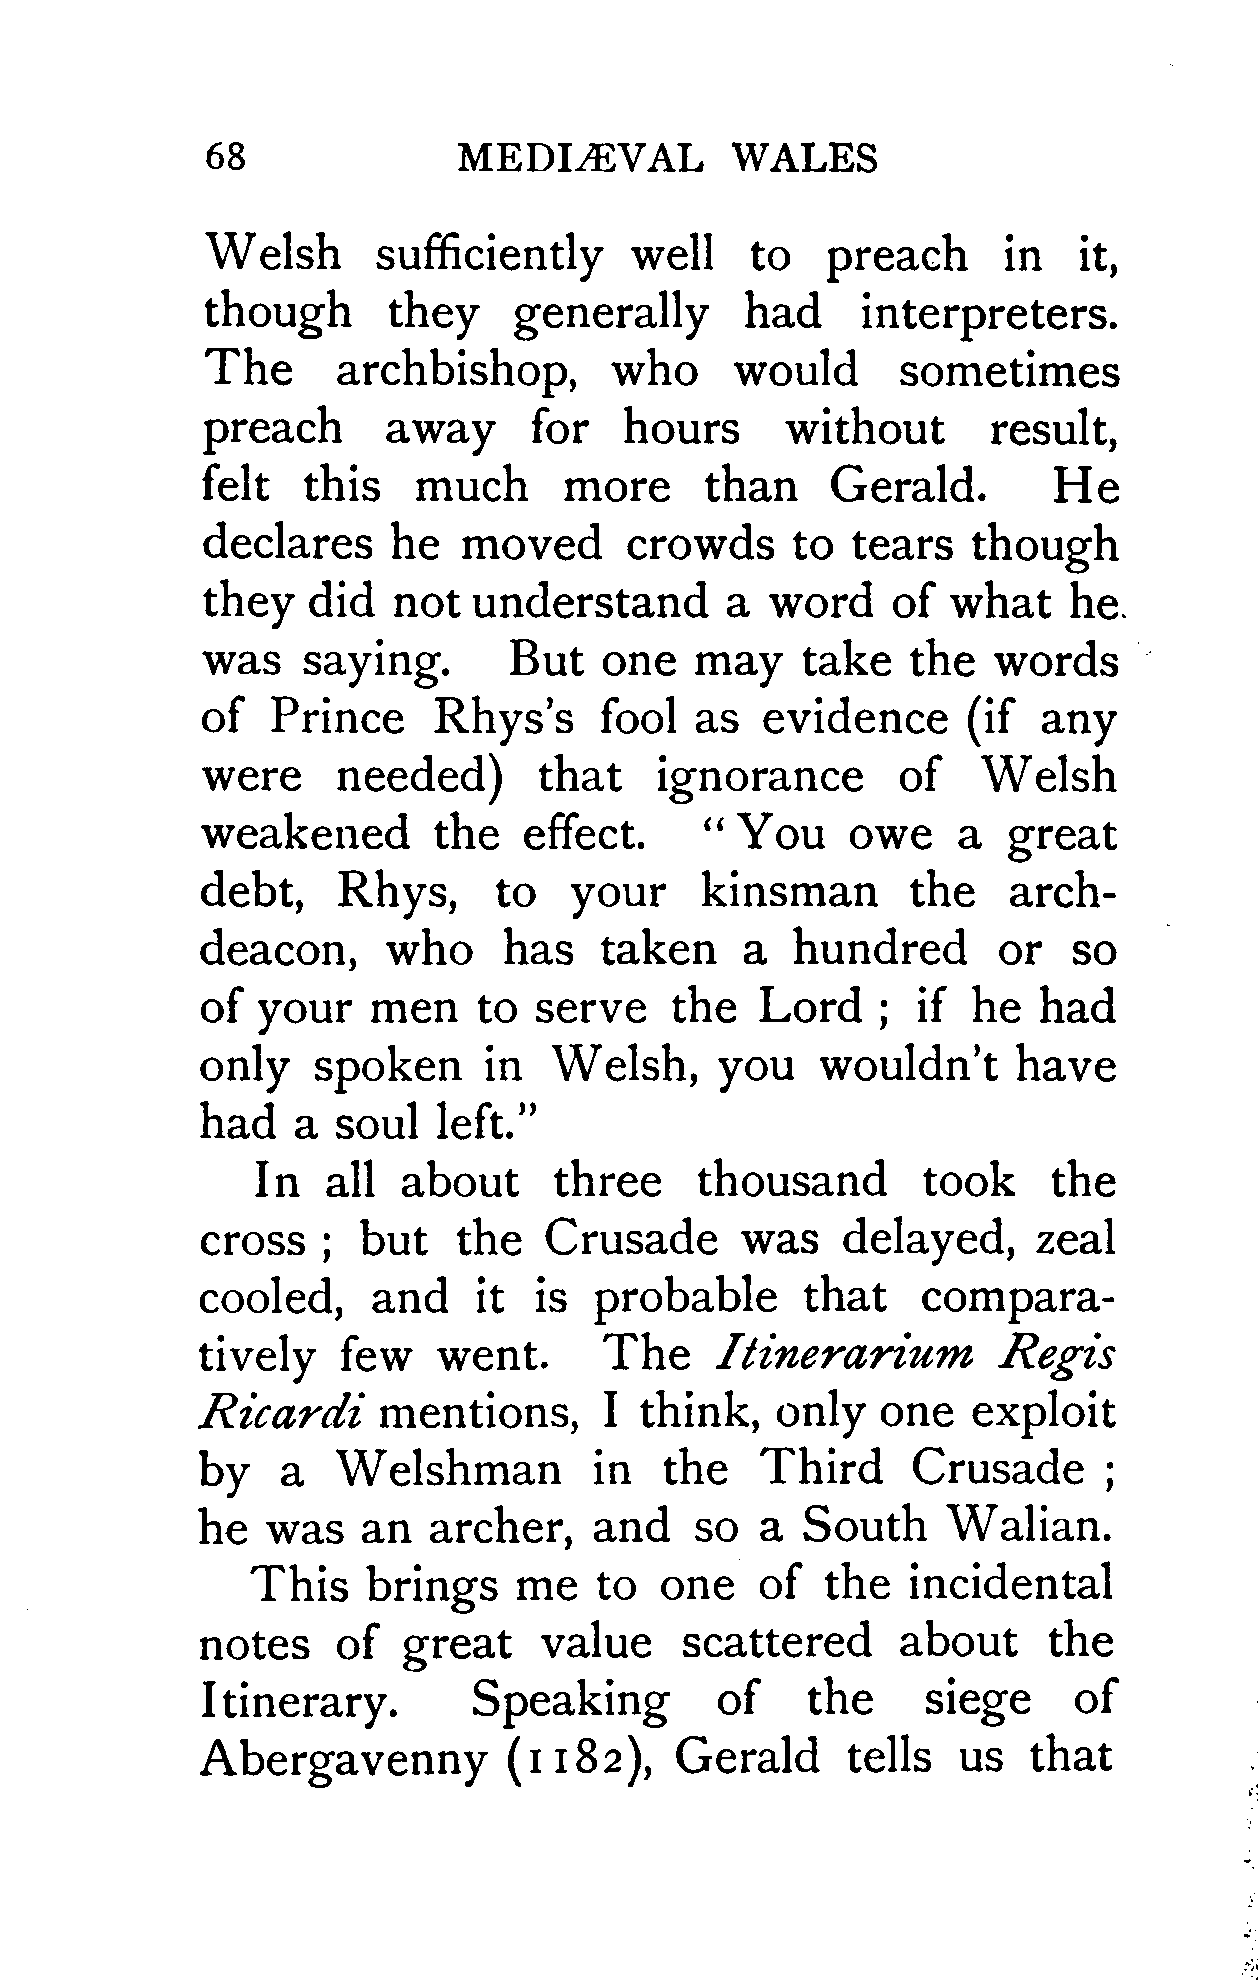 68 MEDIÆVAL WALES
Welsh sufficiently well to preach in it,
though they generally had interpreters.
The archbishop, who would sometimes
preach away for hours without result,
felt this much more than Gerald. He
declares he moved crowds to tears though
they did not understand a word of what he.
was saying. But one may take the words
of Prince Rhys's fool as evidence (if any
were needed) that ignorance of Welsh
weakened the effect. “ You owe a great
debt, Rhys, to your kinsman the arch-
deacon, who has taken a hundred or so
of your men to serve the Lord ; if he had
only spoken in Welsh, you wouldn't have
had a soul left.”
In all about three thousand took the
cross ; but the Crusade was delayed, zeal
cooled, and it is probable that compara-
tively few went. The Itinerarium Regis
Ricardi mentions, I think, only one exploit
by a Welshman in the Third Crusade ;
he was an archer, and so a South Walian.
This brings me to one of the incidental
notes of great value scattered about the
Itinerary. Speaking of the siege of
Abergavenny (1182), Gerald tells us that